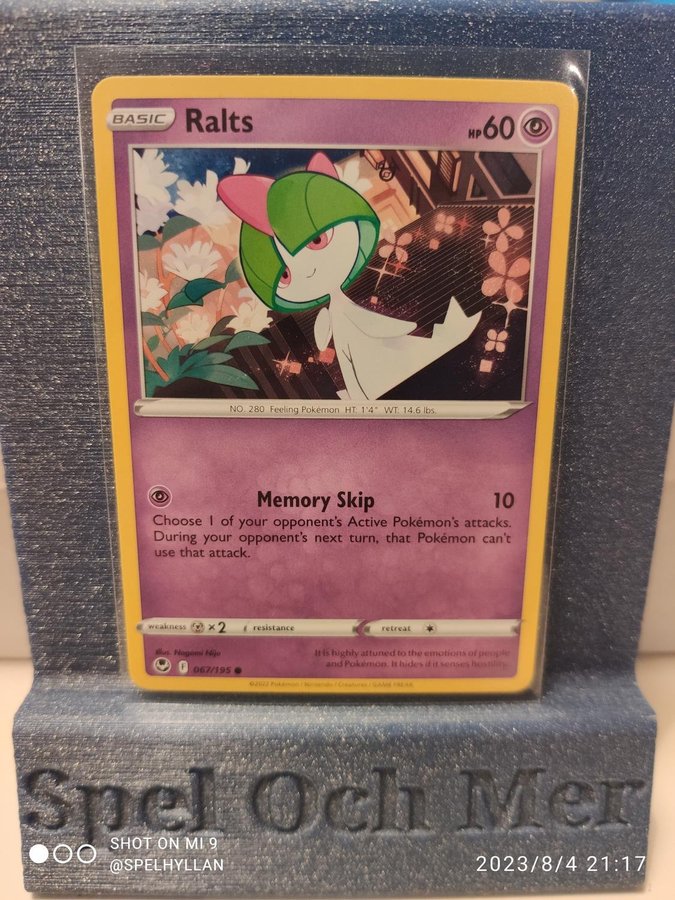 BASIC Ralts HP 60
NO. 280 Feeling Pokémon HT: 1'4" WT: 14.6 lbs.
Memory Skip 10
Choose 1 of your opponent's Active Pokémon's attacks.
During your opponent's next turn, that Pokémon can't
use that attack.
weakness ×2 resistance retreat
Illus. Nagomi Nijo
It is highly attuned to the emotions of people
and Pokémon. It hides if it senses hostility.
F 067/195
©2022 Pokémon / Nintendo / Creatures / GAME FREAK
Spel Och Mer
SHOT ON MI 9
@SPELHYLLAN
2023/8/4 21:17